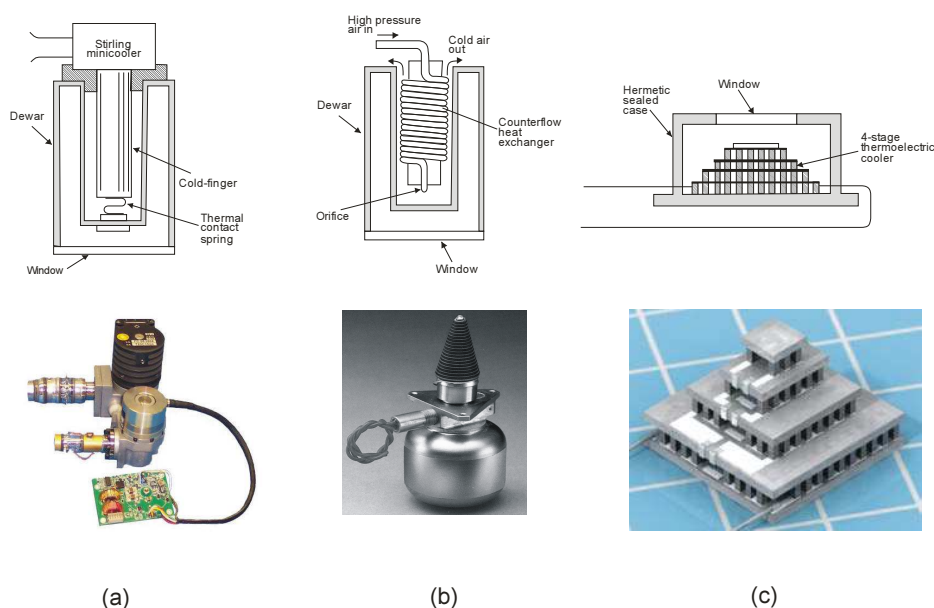 Stirling
minicooler
Dewar
Cold-finger
Thermal
contact
spring
Window
High pressure
air in
Cold air
out
Dewar
Counterflow
heat
exchanger
Orifice
Window
Window
Hermetic
sealed
case
4-stage
thermoelectric
cooler
(a)
(b)
(c)